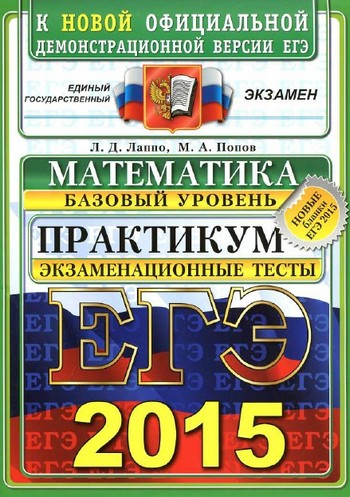 К НОВОЙ ОФИЦИАЛЬНОЙ
ДЕМОНСТРАЦИОННОЙ ВЕРСИИ ЕГЭ
ЕДИНЫЙ
ГОСУДАРСТВЕННЫЙ
ЭКЗАМЕН
Л. Д. Лаппо, М. А. Попов
МАТЕМАТИКА
БАЗОВЫЙ УРОВЕНЬ
НОВЫЕ
бланки
ЕГЭ 2015
ПРАКТИКУМ
ЭКЗАМЕНАЦИОННЫЕ ТЕСТЫ
ЕГЭ
2015